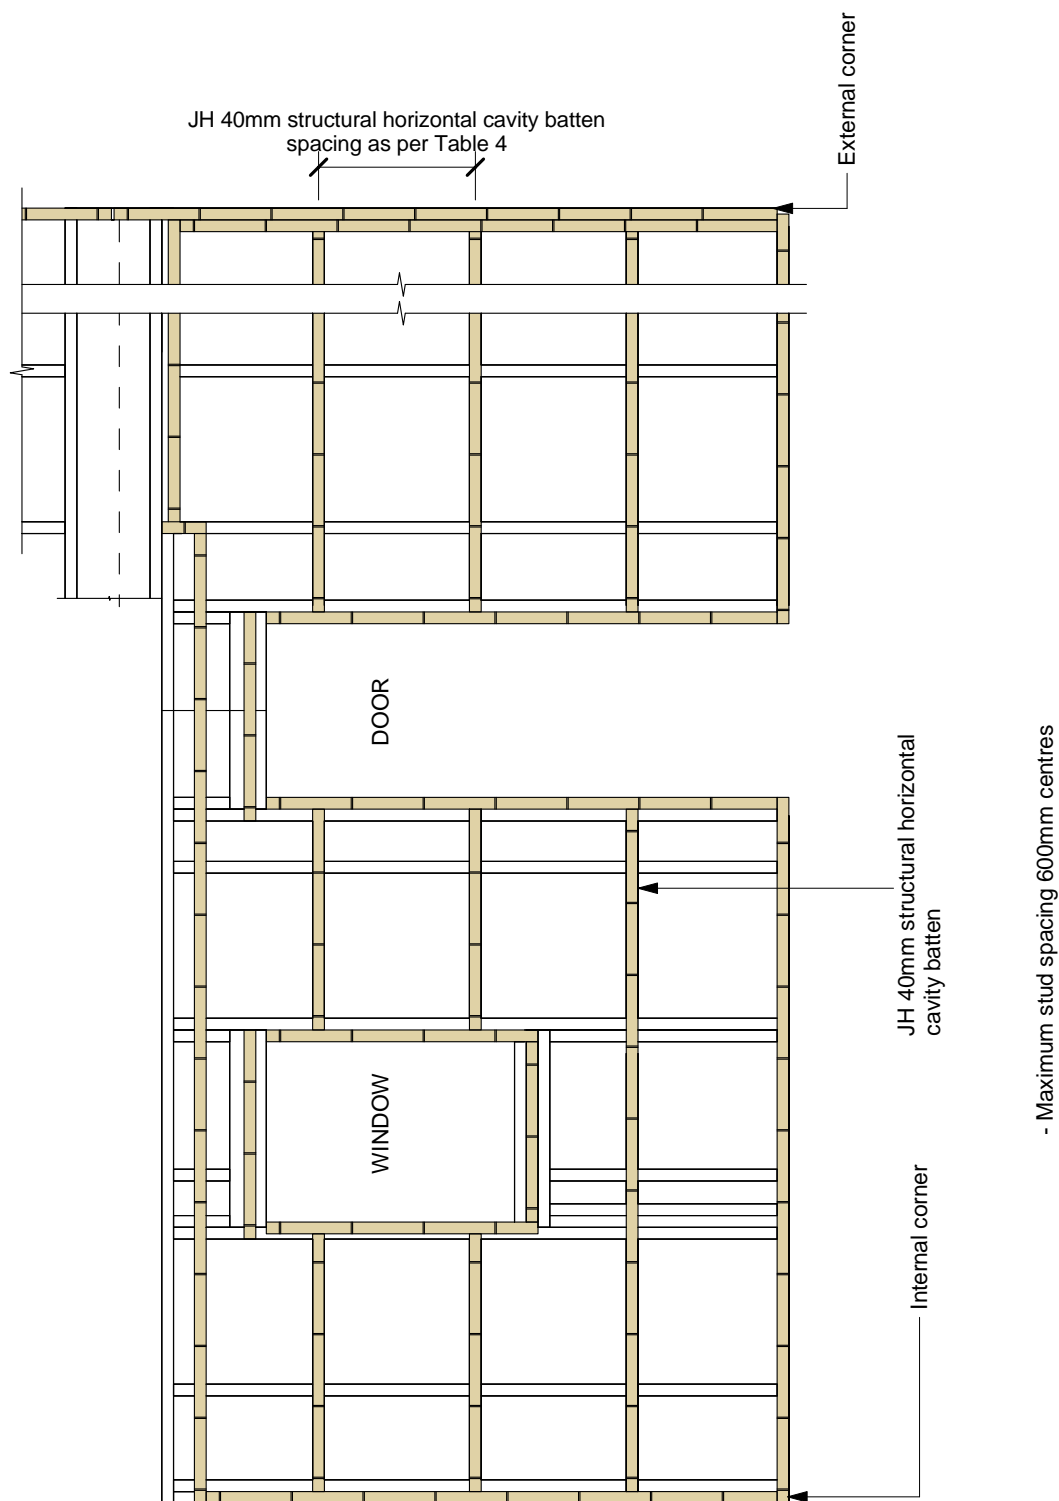 JH 40mm structural horizontal cavity batten
spacing as per Table 4
External corner
DOOR
WINDOW
JH 40mm structural horizontal
cavity batten
Internal corner
- Maximum stud spacing 600mm centres